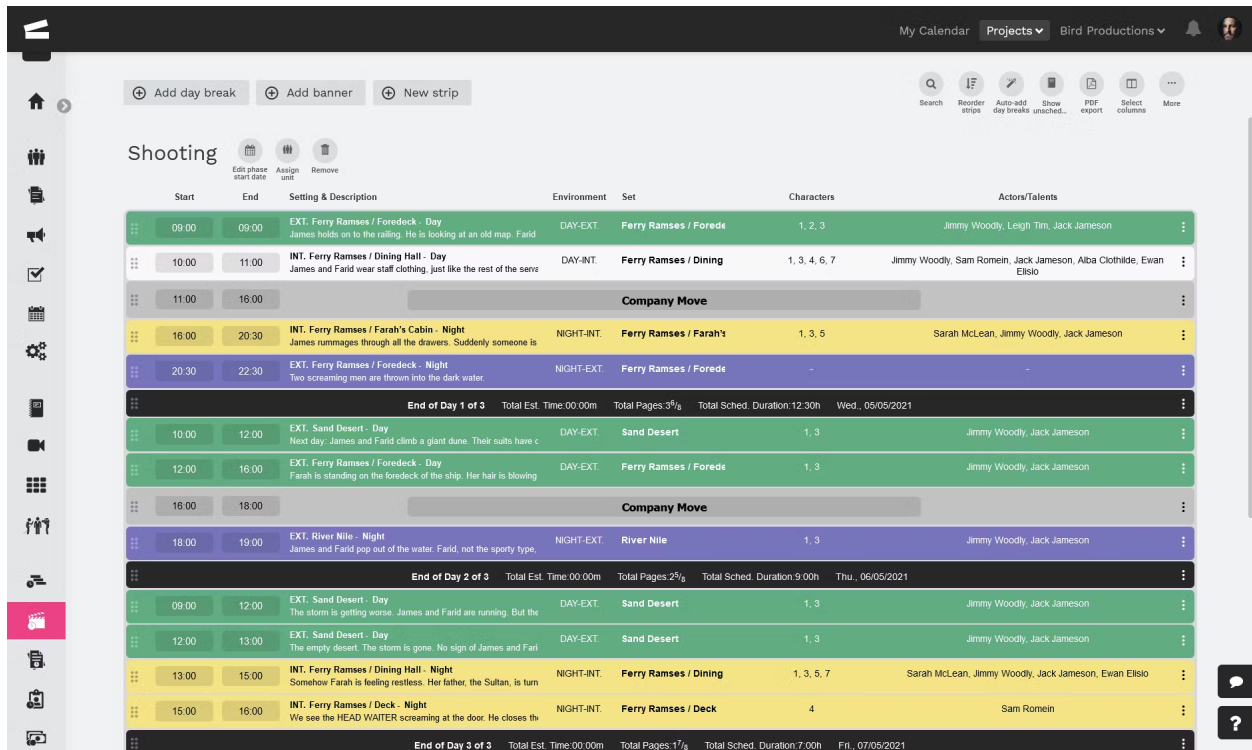 My Calendar Projects Bird Productions
Add day break Add banner New strip
Search Reorder strips Auto-add day breaks Show unsched... PDF export Select columns More
Shooting Edit phase start date Assign unit Remove
Start End Setting & Description Environment Set Characters Actors/Talents
09:00 09:00 EXT. Ferry Ramses / Foredeck - Day DAY-EXT. Ferry Ramses / Forede 1, 2, 3 Jimmy Woodly, Leigh Tim, Jack Jameson
James holds on to the railing. He is looking at an old map. Farid
10:00 11:00 INT. Ferry Ramses / Dining Hall - Day DAY-INT. Ferry Ramses / Dining 1, 3, 4, 6, 7 Jimmy Woodly, Sam Romein, Jack Jameson, Alba Clothilde, Ewan Elisio
James and Farid wear staff clothing, just like the rest of the serva
11:00 16:00 Company Move
16:00 20:30 INT. Ferry Ramses / Farah's Cabin - Night NIGHT-INT. Ferry Ramses / Farah's 1, 3, 5 Sarah McLean, Jimmy Woodly, Jack Jameson
James rummages through all the drawers. Suddenly someone is
20:30 22:30 EXT. Ferry Ramses / Foredeck - Night NIGHT-EXT. Ferry Ramses / Forede - -
Two screaming men are thrown into the dark water.
End of Day 1 of 3 Total Est. Time:00:00m Total Pages:3 6/8 Total Sched. Duration:12:30h Wed., 05/05/2021
10:00 12:00 EXT. Sand Desert - Day DAY-EXT. Sand Desert 1, 3 Jimmy Woodly, Jack Jameson
Next day: James and Farid climb a giant dune. Their suits have c
12:00 16:00 EXT. Ferry Ramses / Foredeck - Day DAY-EXT. Ferry Ramses / Forede 1, 3 Jimmy Woodly, Jack Jameson
Farah is standing on the foredeck of the ship. Her hair is blowing
16:00 18:00 Company Move
18:00 19:00 EXT. River Nile - Night NIGHT-EXT. River Nile 1, 3 Jimmy Woodly, Jack Jameson
James and Farid pop out of the water. Farid, not the sporty type,
End of Day 2 of 3 Total Est. Time:00:00m Total Pages:2 5/8 Total Sched. Duration:9:00h Thu., 06/05/2021
09:00 12:00 EXT. Sand Desert - Day DAY-EXT. Sand Desert 1, 3 Jimmy Woodly, Jack Jameson
The storm is getting worse. James and Farid are running. But the
12:00 13:00 EXT. Sand Desert - Day DAY-EXT. Sand Desert 1, 3 Jimmy Woodly, Jack Jameson
The empty desert. The storm is gone. No sign of James and Fari
13:00 15:00 INT. Ferry Ramses / Dining Hall - Night NIGHT-INT. Ferry Ramses / Dining 1, 3, 5, 7 Sarah McLean, Jimmy Woodly, Jack Jameson, Ewan Elisio
Somehow Farah is feeling restless. Her father, the Sultan, is turn
15:00 16:00 INT. Ferry Ramses / Deck - Night NIGHT-INT. Ferry Ramses / Deck 4 Sam Romein
We see the HEAD WAITER screaming at the door. He closes the
End of Day 3 of 3 Total Est. Time:00:00m Total Pages:1 7/8 Total Sched. Duration:7:00h Fri., 07/05/2021
?